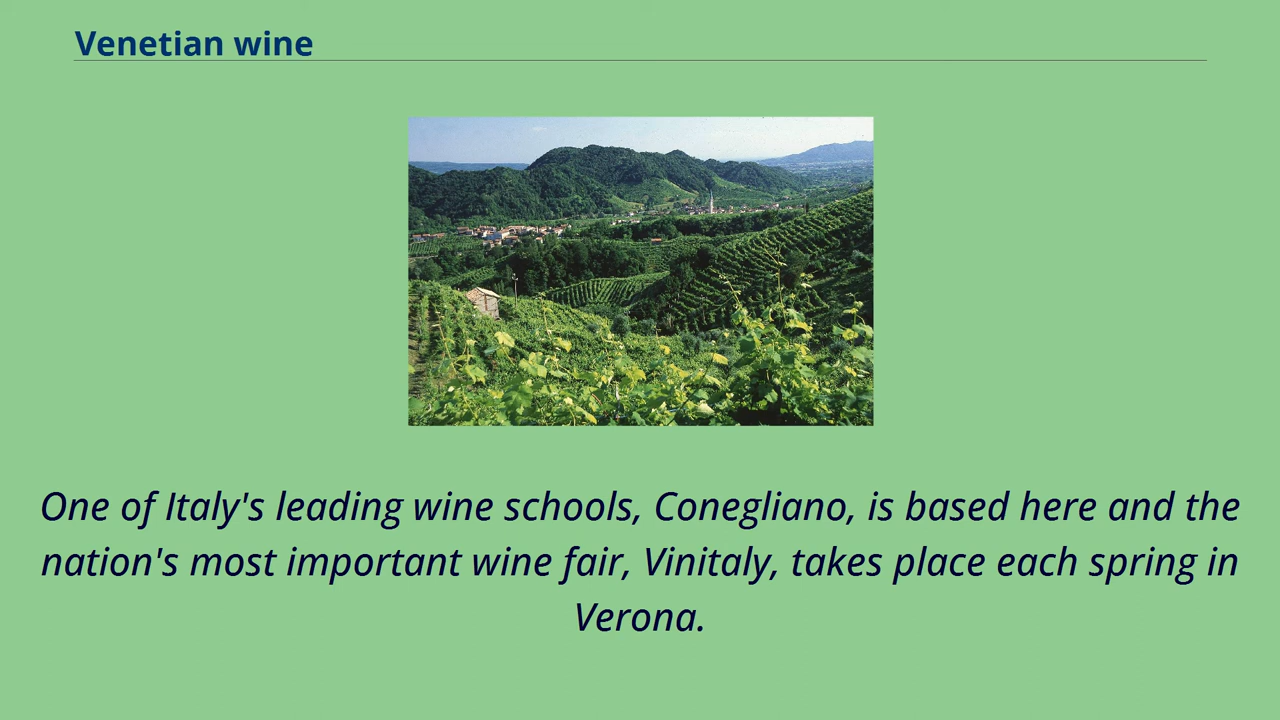 Venetian wine
One of Italy's leading wine schools, Conegliano, is based here and the
nation's most important wine fair, Vinitaly, takes place each spring in
Verona.